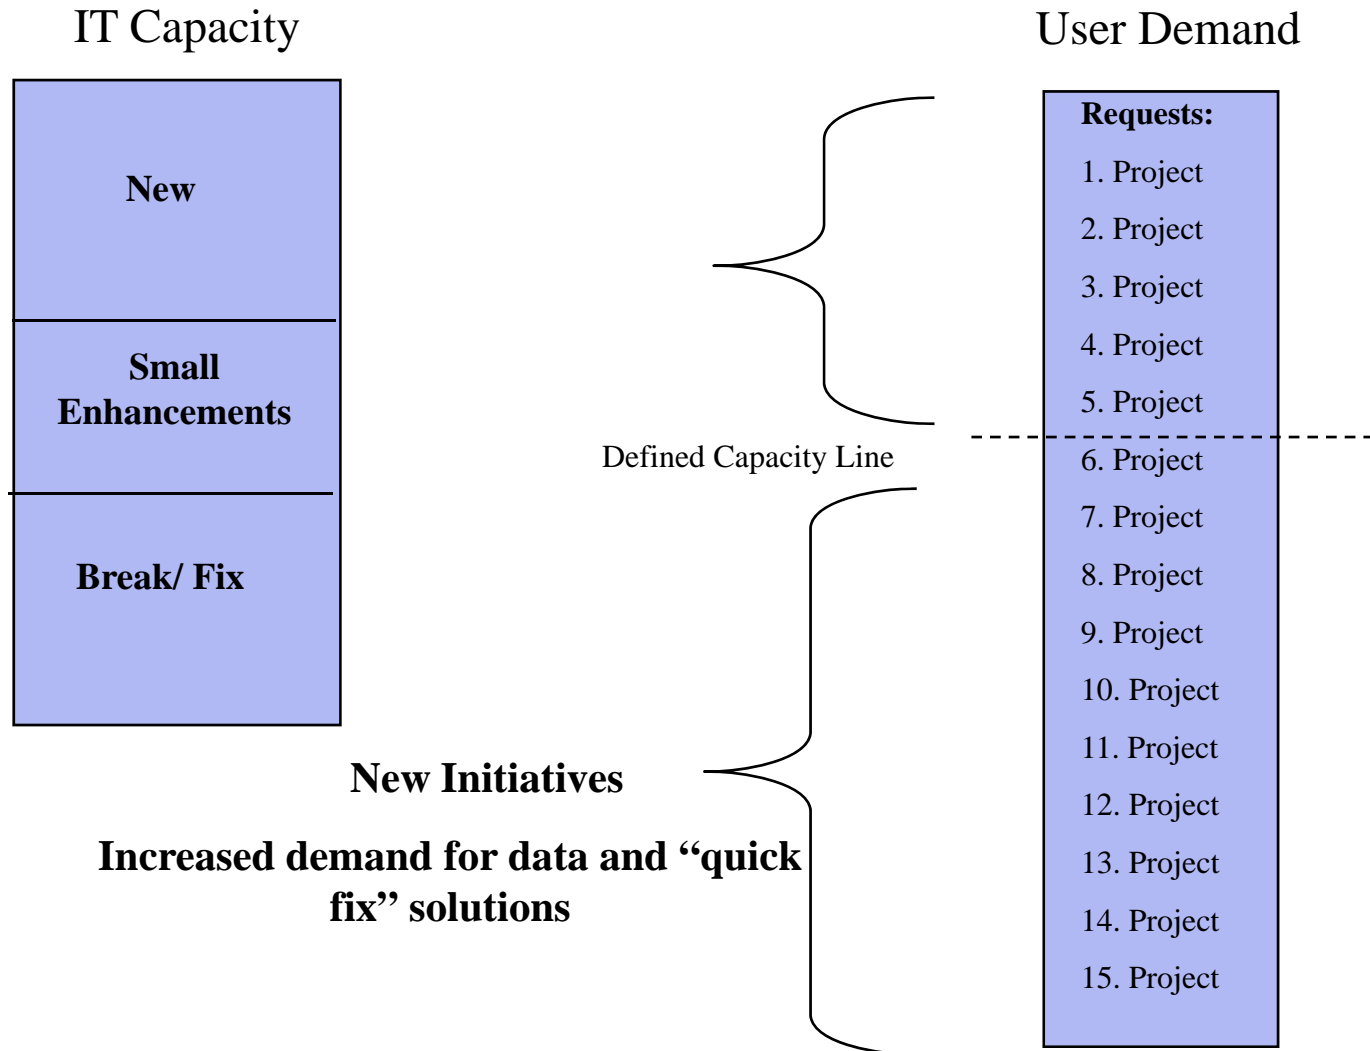 IT Capacity
New
Small
Enhancements
Break/ Fix
User Demand
Requests:
1. Project
2. Project
3. Project
4. Project
5. Project
Defined Capacity Line
6. Project
7. Project
8. Project
9. Project
10. Project
11. Project
12. Project
13. Project
14. Project
15. Project
New Initiatives
Increased demand for data and “quick
fix” solutions